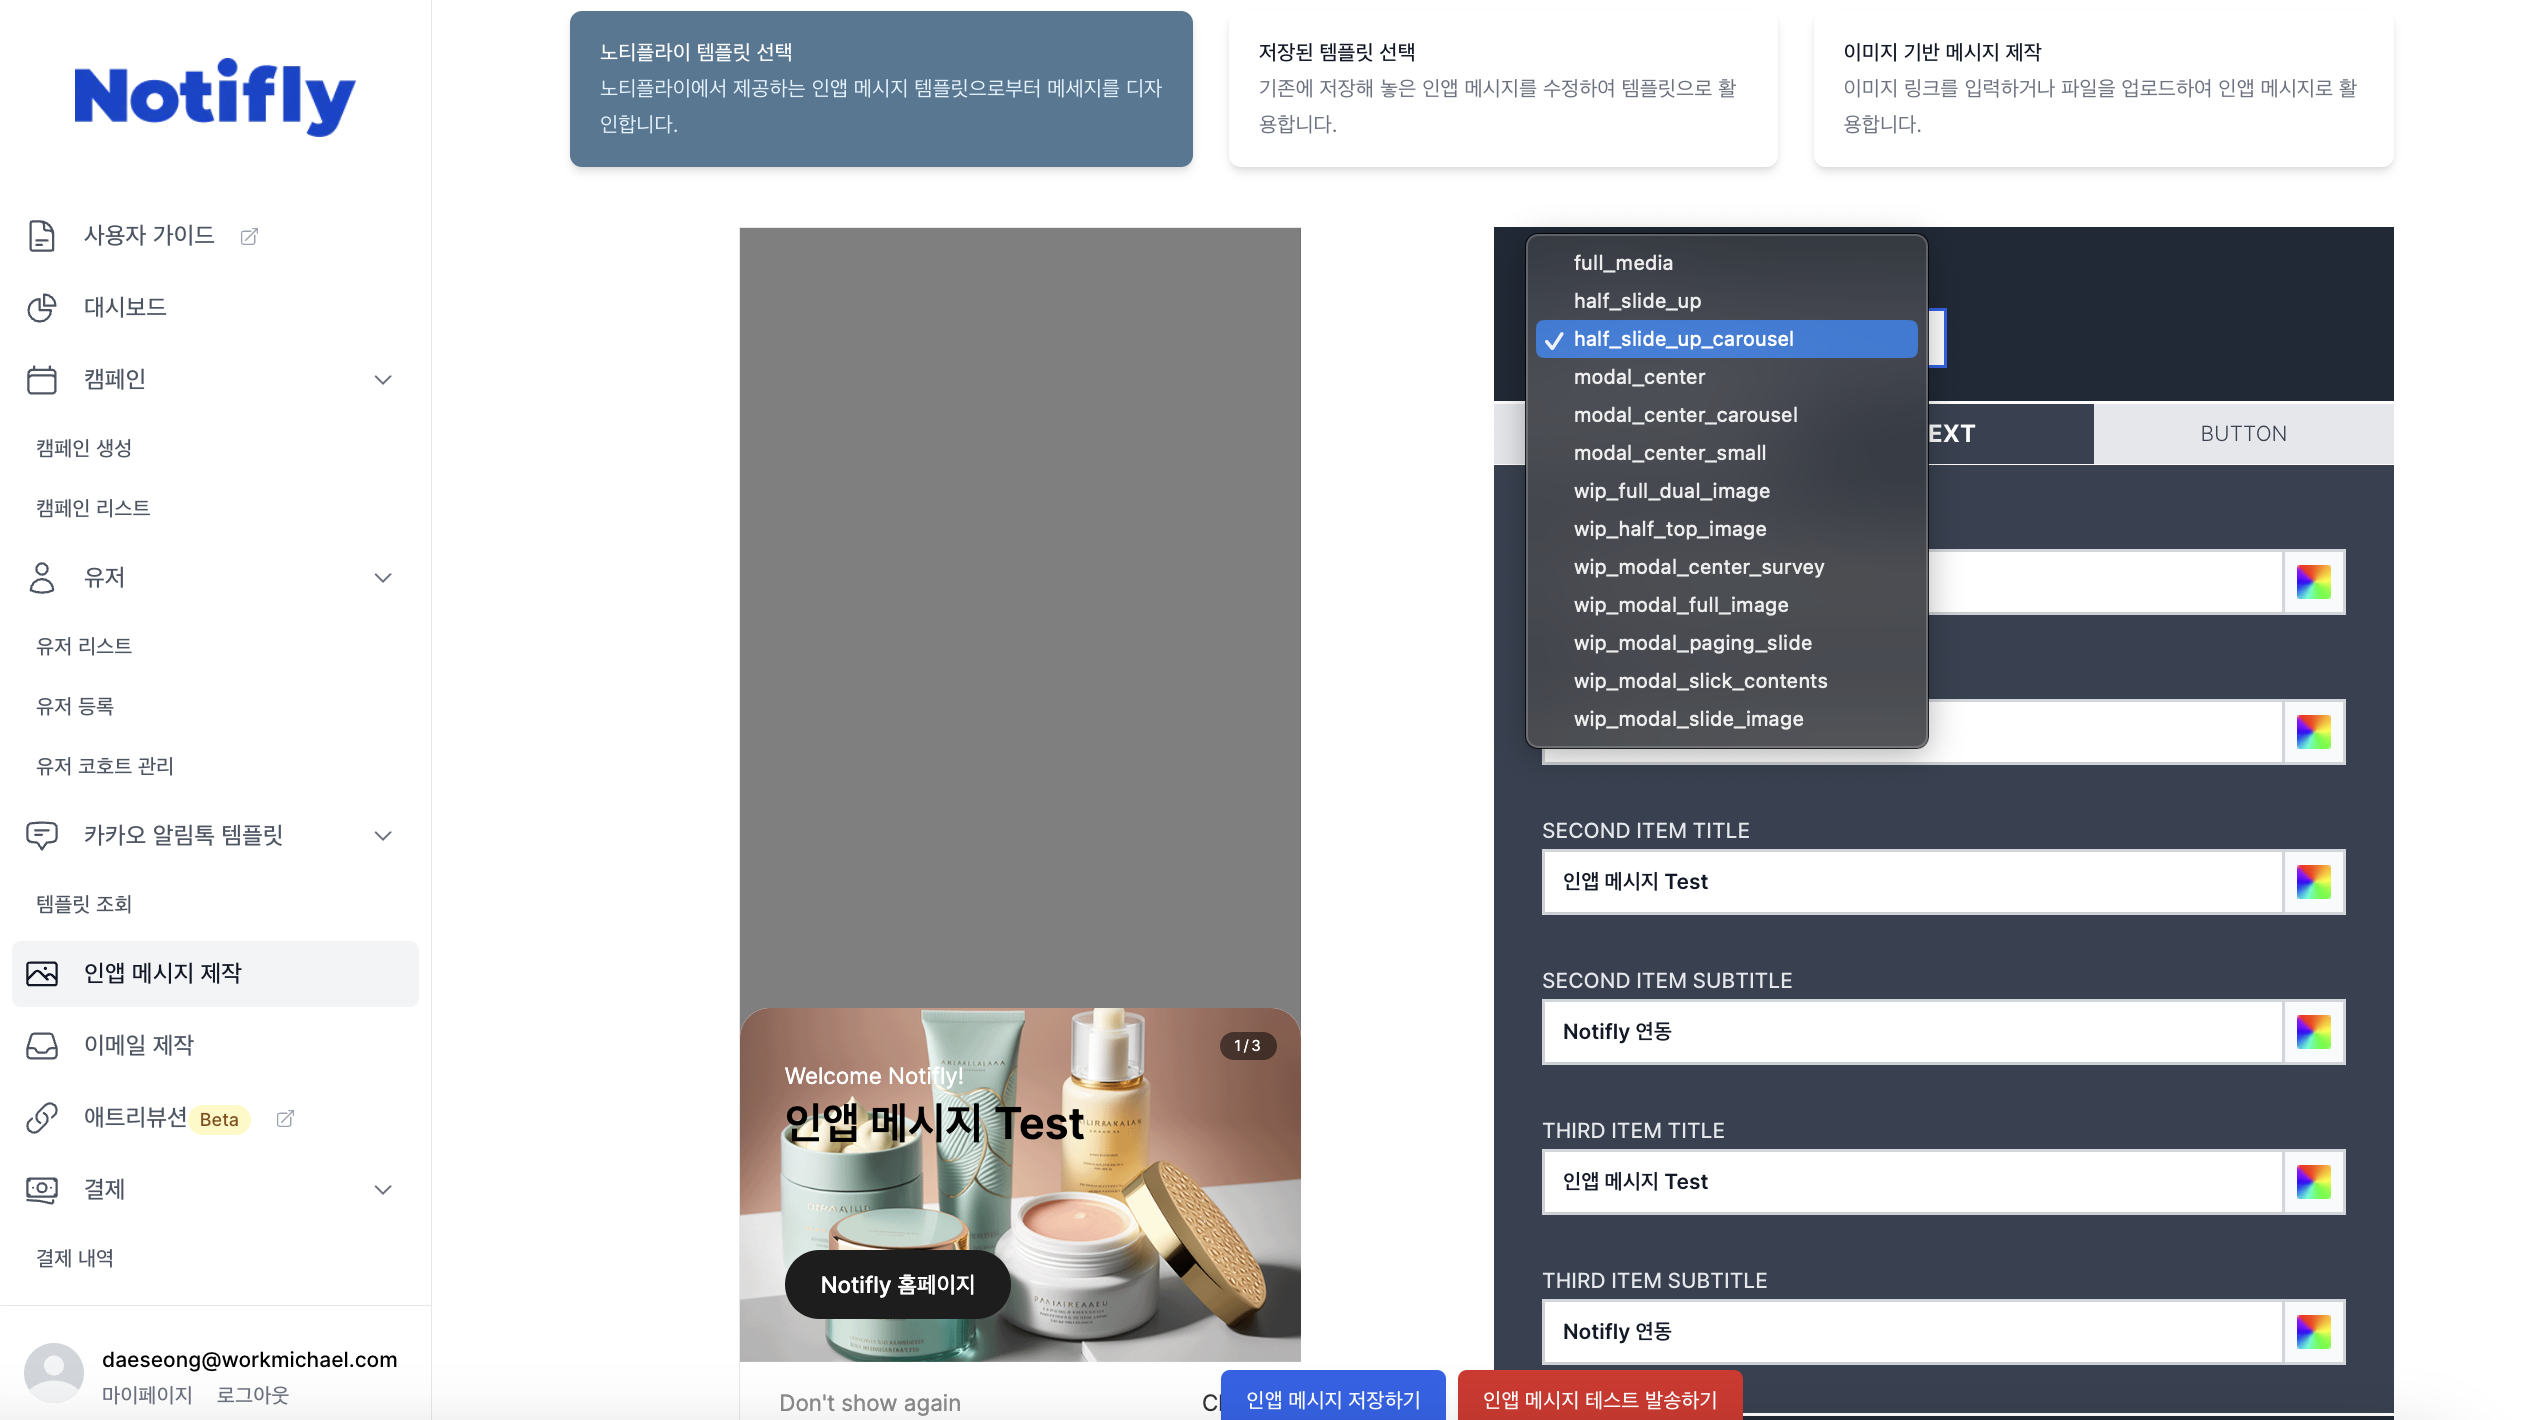 Notifly
사용자 가이드
대시보드
캠페인
캠페인 생성
캠페인 리스트
유저
유저 리스트
유저 등록
유저 코호트 관리
카카오 알림톡 템플릿
템플릿 조회
인앱 메시지 제작
이메일 제작
애트리뷰션 Beta
결제
결제 내역
daeseong@workmichael.com
마이페이지 로그아웃
노티플라이 템플릿 선택
노티플라이에서 제공하는 인앱 메시지 템플릿으로부터 메세지를 디자
인합니다.
저장된 템플릿 선택
기존에 저장해 놓은 인앱 메시지를 수정하여 템플릿으로 활
용합니다.
이미지 기반 메시지 제작
이미지 링크를 입력하거나 파일을 업로드하여 인앱 메시지로 활
용합니다.
1/3
Welcome Notifly!
인앱 메시지 Test
Notifly 홈페이지
Don't show again
full_media
half_slide_up
half_slide_up_carousel
modal_center
modal_center_carousel
modal_center_small
wip_full_dual_image
wip_half_top_image
wip_modal_center_survey
wip_modal_full_image
wip_modal_paging_slide
wip_modal_slick_contents
wip_modal_slide_image
EXT
BUTTON
SECOND ITEM TITLE
인앱 메시지 Test
SECOND ITEM SUBTITLE
Notifly 연동
THIRD ITEM TITLE
인앱 메시지 Test
THIRD ITEM SUBTITLE
Notifly 연동
인앱 메시지 저장하기
인앱 메시지 테스트 발송하기